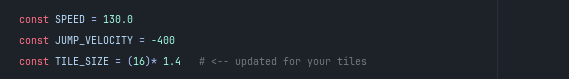 const SPEED = 130.0
const JUMP_VELOCITY = -400
const TILE_SIZE = (16)* 1.4   # <-- updated for your tiles